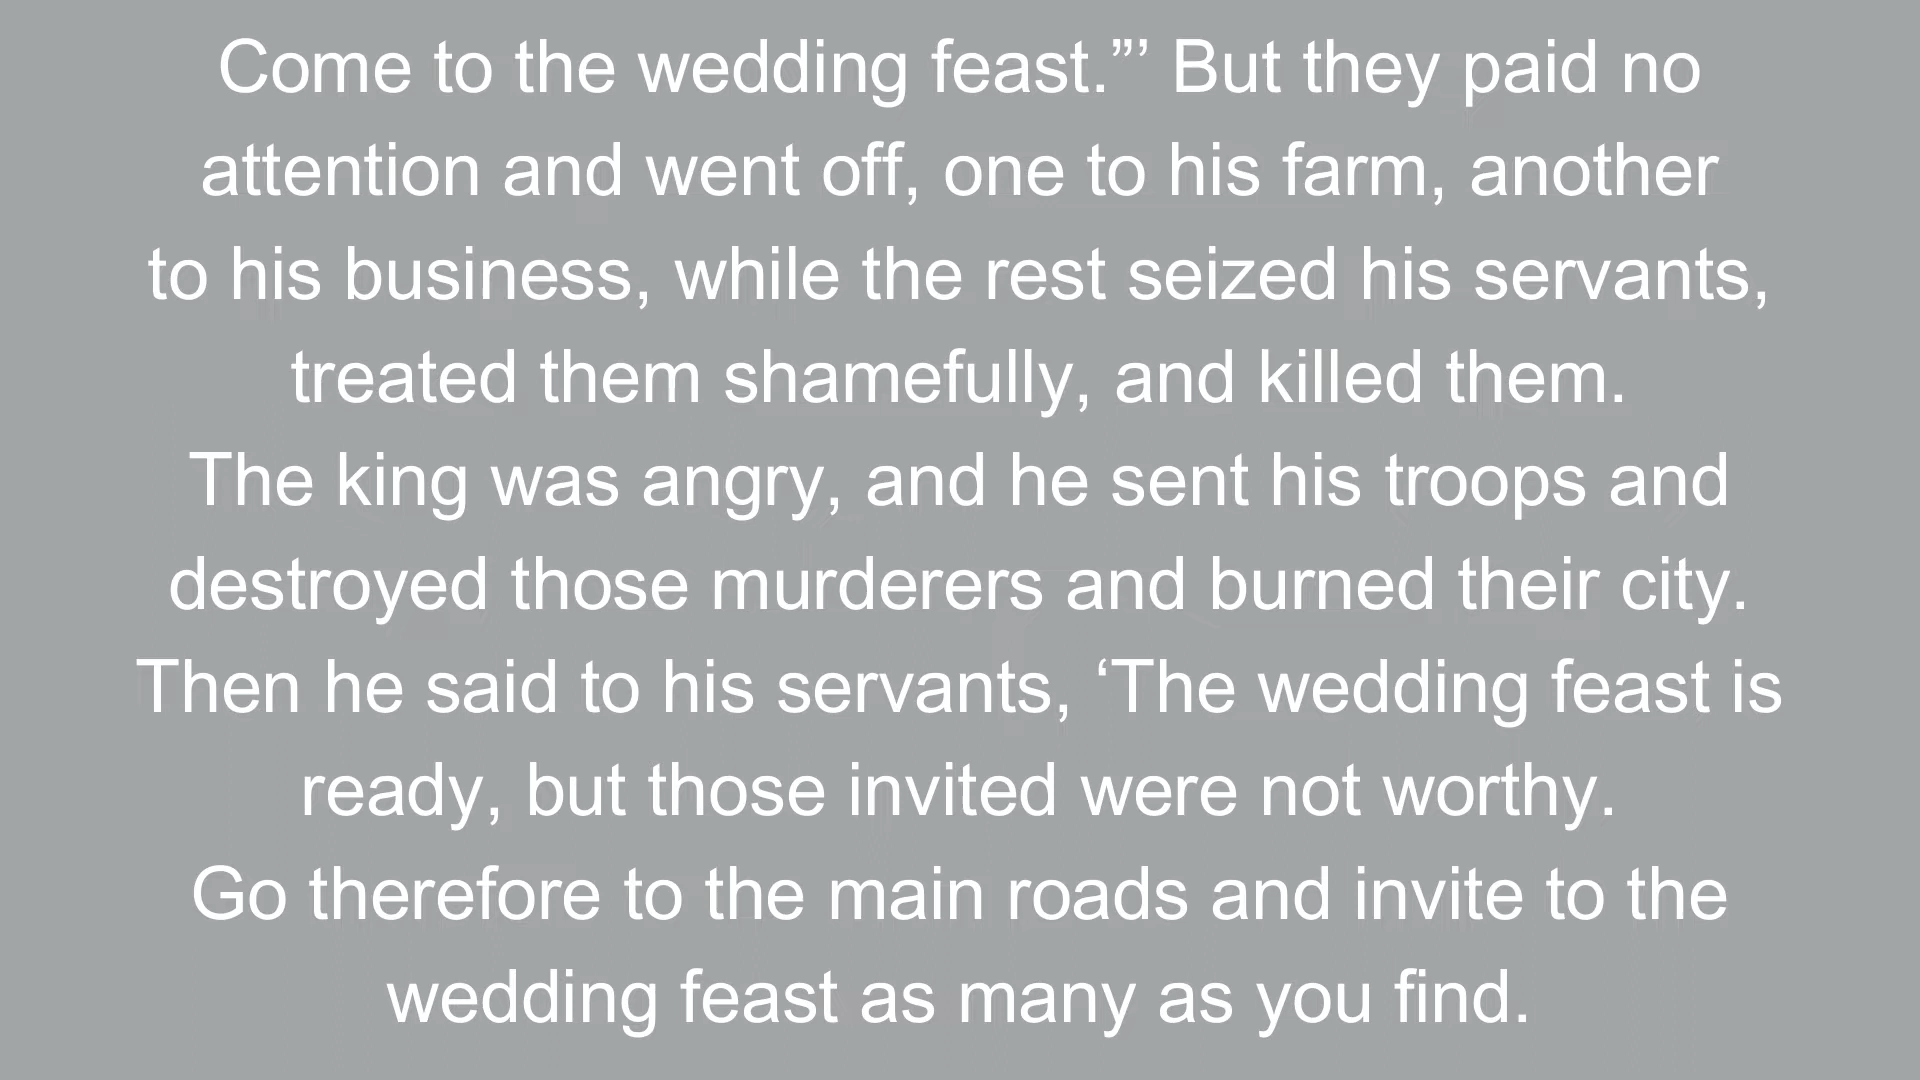 Come to the wedding feast.”’ But they paid no
attention and went off, one to his farm, another
to his business, while the rest seized his servants,
treated them shamefully, and killed them.
The king was angry, and he sent his troops and
destroyed those murderers and burned their city.
Then he said to his servants, ‘The wedding feast is
ready, but those invited were not worthy.
Go therefore to the main roads and invite to the
wedding feast as many as you find.